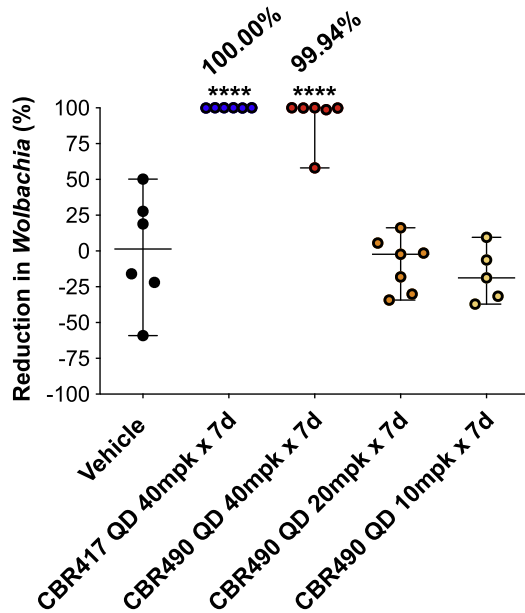 100.00%
99.94%
****
****
Reduction in Wolbachia (%)
100
75
50
25
0
-25
-50
-75
-100
Vehicle
CBR417 QD 40mpk x 7d
CBR490 QD 40mpk x 7d
CBR490 QD 20mpk x 7d
CBR490 QD 10mpk x 7d